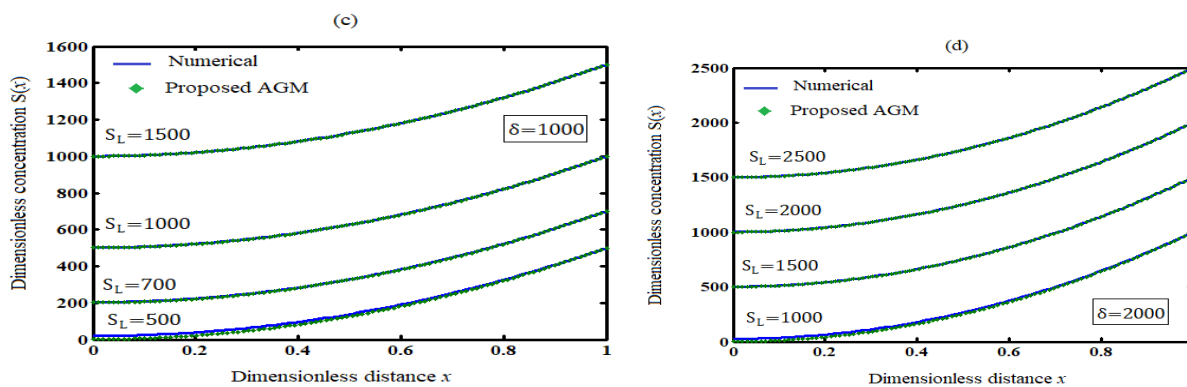 (c)
1600
1400
1200
1000
800
600
400
200
0
Dimensionless concentration S(x)
Numerical
Proposed AGM
S_L=1500
δ=1000
S_L=1000
S_L=700
S_L=500
0 0.2 0.4 0.6 0.8 1
Dimensionless distance x
(d)
2500
2000
1500
1000
500
0
Dimensionless concentration S(x)
Numerical
Proposed AGM
S_L=2500
S_L=2000
S_L=1500
S_L=1000
δ=2000
0 0.2 0.4 0.6 0.8
Dimensionless distance x